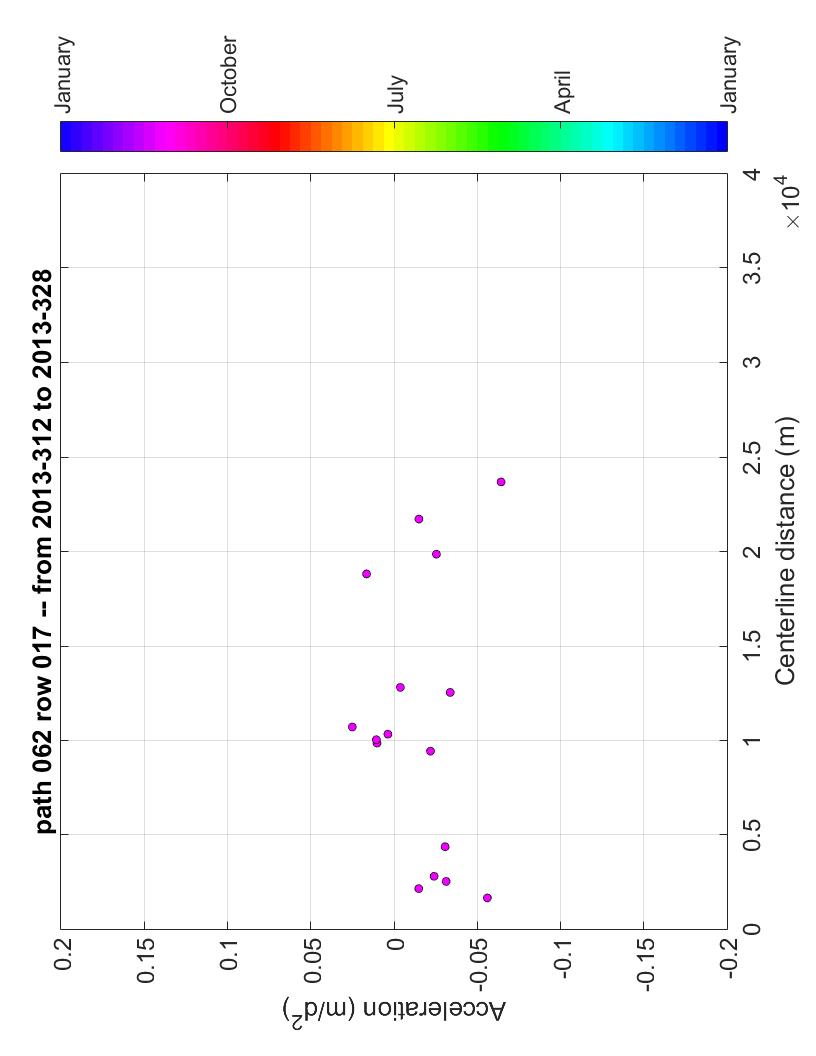 path 062 row 017 -- from 2013-312 to 2013-328
Acceleration (m/d²)
0.2
0.15
0.1
0.05
0
-0.05
-0.1
-0.15
-0.2
0
0.5
1
1.5
2
2.5
3
3.5
4
×10⁴
Centerline distance (m)
January
October
July
April
January